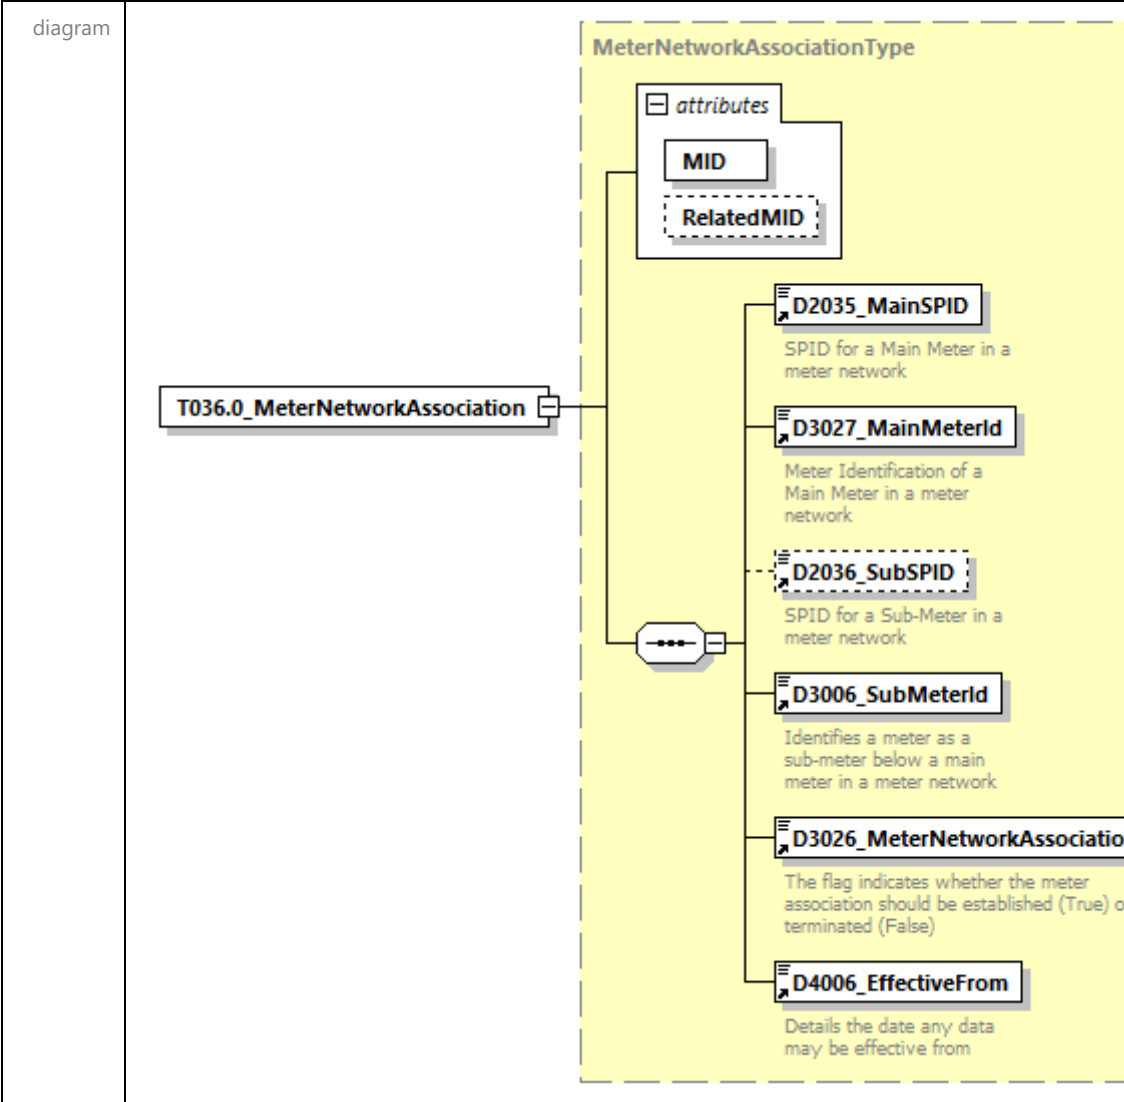 diagram
MeterNetworkAssociationType
attributes
MID
RelatedMID
D2035_MainSPID
SPID for a Main Meter in a
meter network
T036.0_MeterNetworkAssociation
D3027_MainMeterId
Meter Identification of a
Main Meter in a meter
network
D2036_SubSPID
SPID for a Sub-Meter in a
meter network
D3006_SubMeterId
Identifies a meter as a
sub-meter below a main
meter in a meter network
D3026_MeterNetworkAssociatio
The flag indicates whether the meter
association should be established (True) o
terminated (False)
D4006_EffectiveFrom
Details the date any data
may be effective from